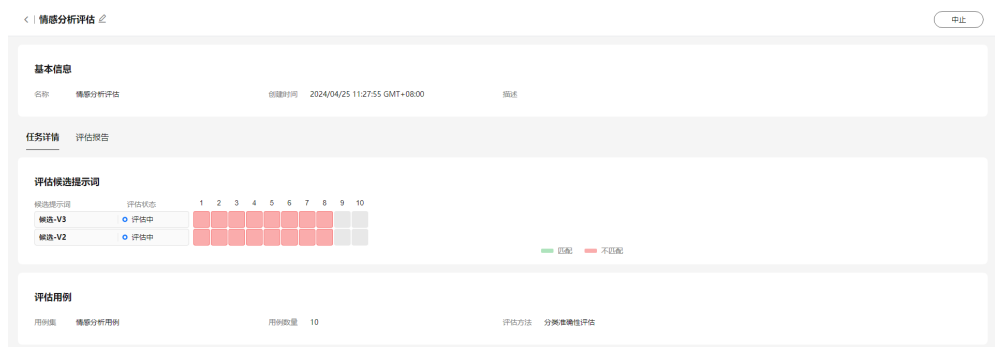 情感分析评估
中止
基本信息
名称 情感分析评估 创建时间 2024/04/25 11:27:55 GMT+08:00 描述
任务详情 评估报告
评估候选提示词
候选提示词 评估状态 1 2 3 4 5 6 7 8 9 10
候选-V3 评估中
候选-V2 评估中
匹配 不匹配
评估用例
用例集 情感分析用例 用例数量 10 评估方法 分类准确性评估